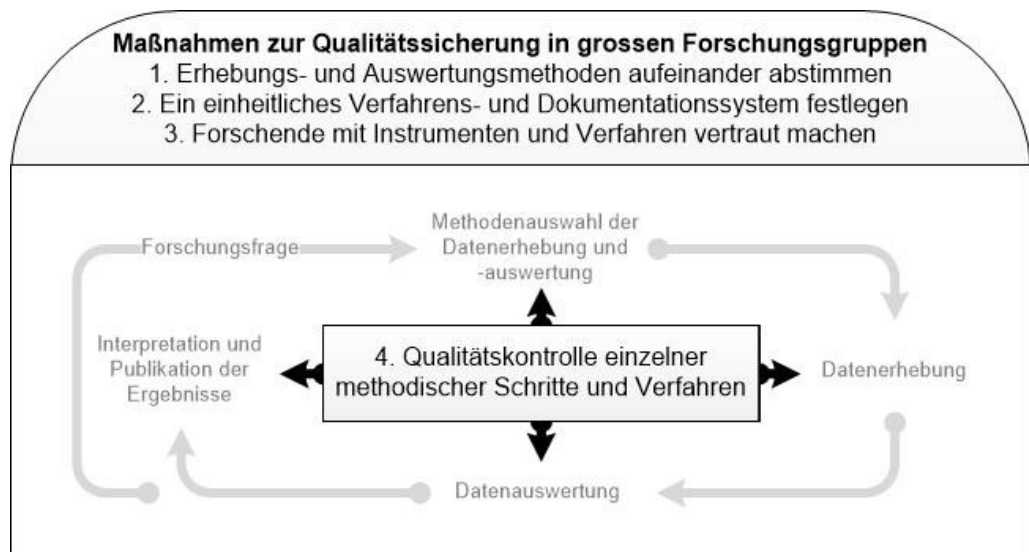 Maßnahmen zur Qualitätssicherung in grossen Forschungsgruppen
1. Erhebungs- und Auswertungsmethoden aufeinander abstimmen
2. Ein einheitliches Verfahrens- und Dokumentationssystem festlegen
3. Forschende mit Instrumenten und Verfahren vertraut machen
Forschungsfrage
Methodenauswahl der
Datenerhebung und
-auswertung
Interpretation und
Publikation der
Ergebnisse
4. Qualitätskontrolle einzelner
methodischer Schritte und Verfahren
Datenerhebung
Datenauswertung